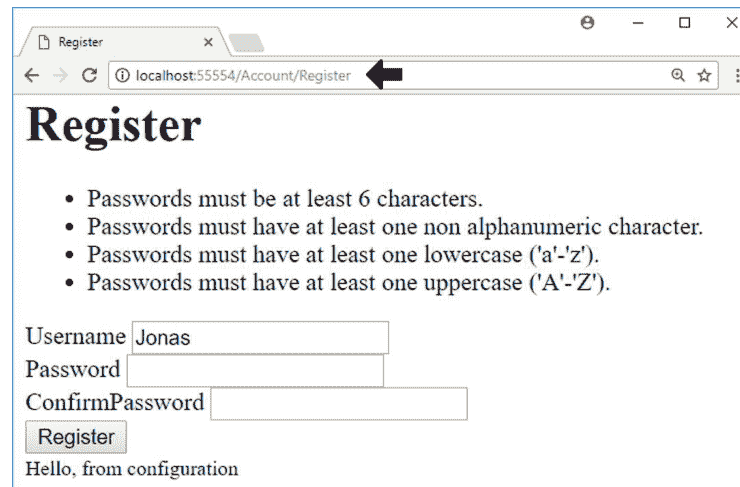 Register
localhost:55554/Account/Register
Register
• Passwords must be at least 6 characters.
• Passwords must have at least one non alphanumeric character.
• Passwords must have at least one lowercase ('a'-'z').
• Passwords must have at least one uppercase ('A'-'Z').
Username Jonas
Password
ConfirmPassword
Register
Hello, from configuration